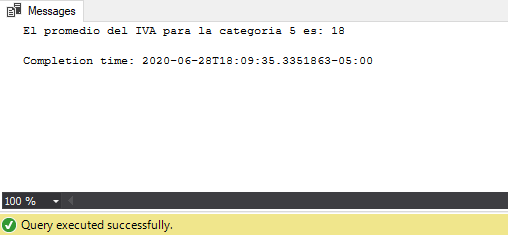 Messages
El promedio del IVA para la categoria 5 es: 18
Completion time: 2020-06-28T18:09:35.3351863-05:00
100 %
Query executed successfully.